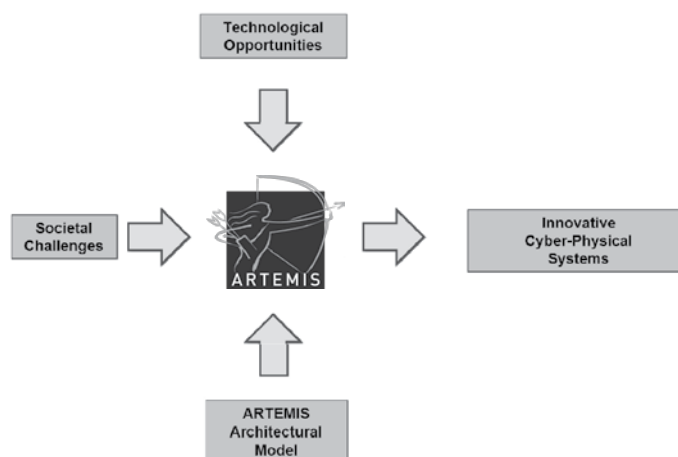 Technological
Opportunities
Societal
Challenges
ARTEMIS
Innovative
Cyber-Physical
Systems
ARTEMIS
Architectural
Model